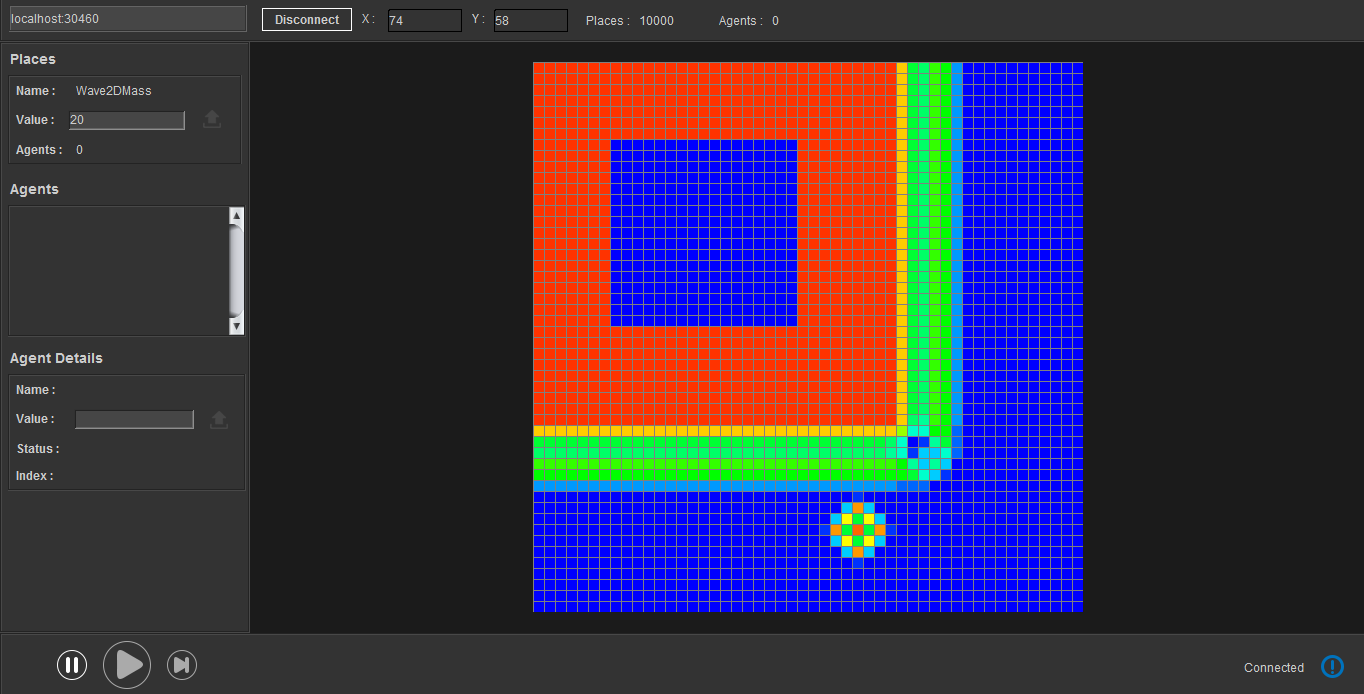 localhost:30460 Disconnect X : 74 Y : 58 Places : 10000 Agents : 0
Places
Name : Wave2DMass
Value : 20
Agents : 0
Agents
Agent Details
Name :
Value :
Status :
Index :
Connected